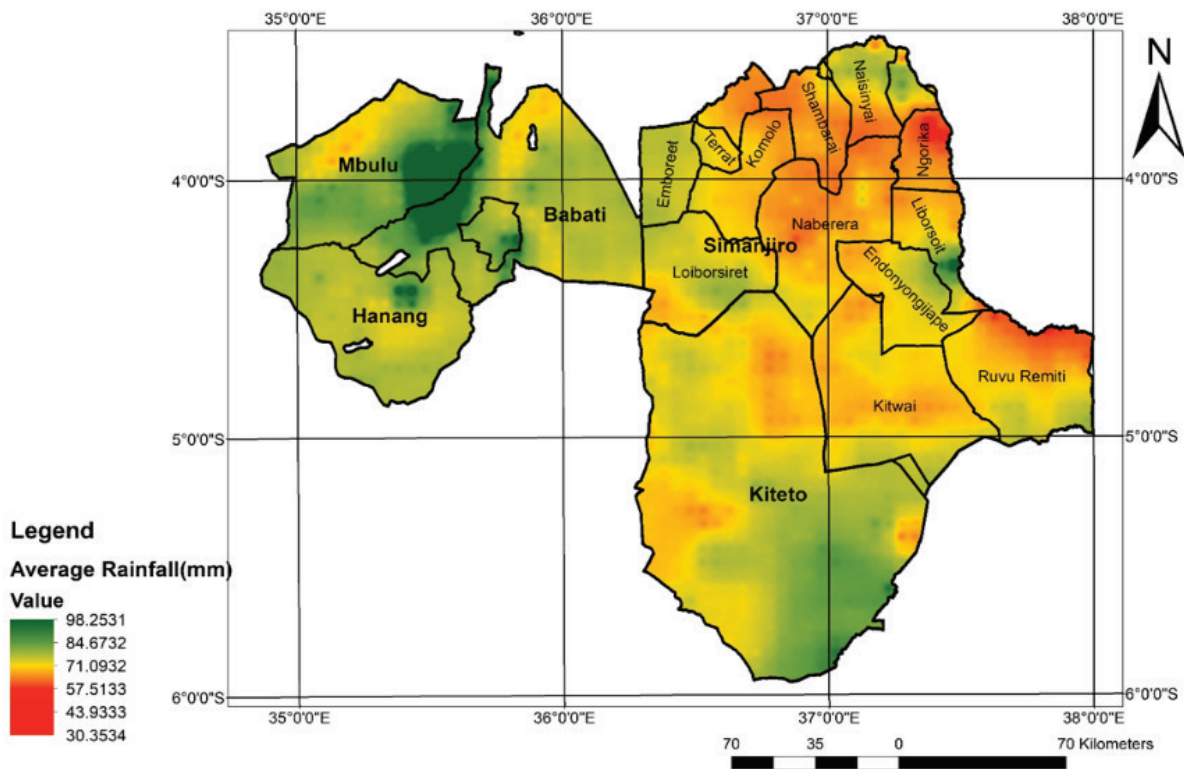 35°0'0"E 36°0'0"E 37°0'0"E 38°0'0"E
N
Naisinyai
Shambarai
Ngorika
Mbulu
Terrat
Komolo
Emboreet
4°0'0"S 4°0'0"S
Babati
Naberera
Liborsoit
Simanjiro
Loiborsiret
Endonyongijape
Hanang
Ruvu Remiti
Kitwai
5°0'0"S 5°0'0"S
Kiteto
Legend
Average Rainfall(mm)
Value
98.2531
84.6732
71.0932
57.5133
43.9333
30.3534
6°0'0"S 6°0'0"S
35°0'0"E 36°0'0"E 37°0'0"E 38°0'0"E
70 35 0 70 Kilometers